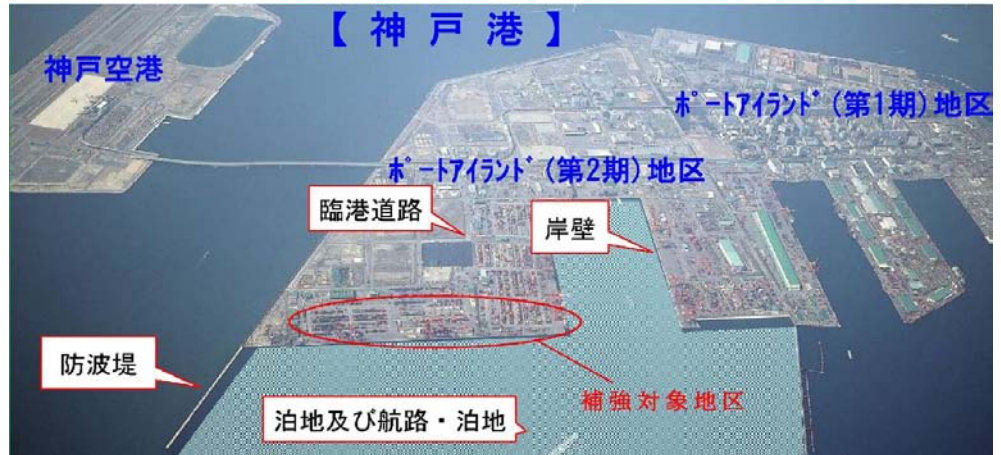 【神戸港】
神戸空港
ﾎﾟｰﾄｱｲﾗﾝﾄﾞ(第1期)地区
ﾎﾟｰﾄｱｲﾗﾝﾄﾞ(第2期)地区
臨港道路
岸壁
防波堤
補強対象地区
泊地及び航路・泊地